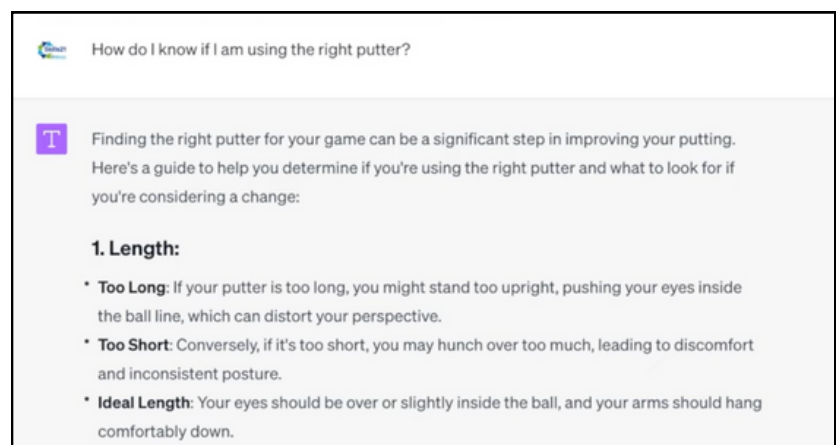 How do I know if I am using the right putter?
T
Finding the right putter for your game can be a significant step in improving your putting.
Here's a guide to help you determine if you're using the right putter and what to look for if
you're considering a change:
1. Length:
• Too Long: If your putter is too long, you might stand too upright, pushing your eyes inside
the ball line, which can distort your perspective.
• Too Short: Conversely, if it's too short, you may hunch over too much, leading to discomfort
and inconsistent posture.
• Ideal Length: Your eyes should be over or slightly inside the ball, and your arms should hang
comfortably down.